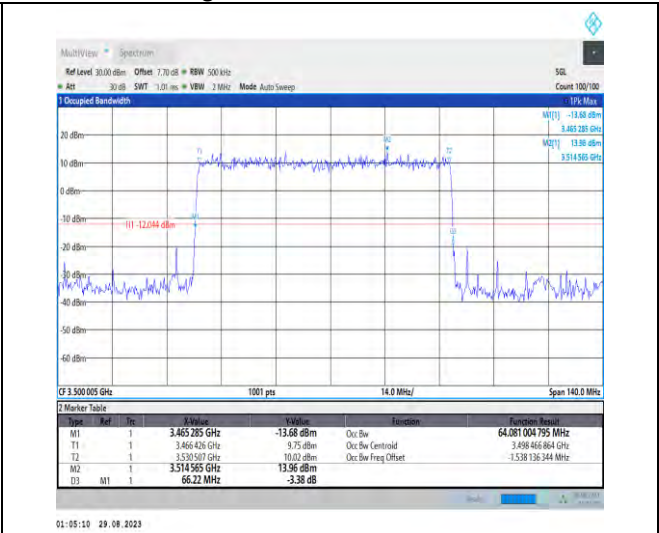 MultiView Spectrum
Ref Level 30.00 dBm Offset 7.70 dB RBW 500 kHz SGL
Att 30 dB SWT 1.01 ms VBW 2 MHz Mode Auto Sweep Count 100/100
1 Occupied Bandwidth 1Pk Max
M1[1] -13.68 dBm
3.465 285 GHz
M2[1] 13.96 dBm
3.514 565 GHz
20 dBm
10 dBm
0 dBm
-10 dBm
H1 -12.044 dBm
-20 dBm
-30 dBm
-40 dBm
-50 dBm
-60 dBm
T1
M2
T2
M1
D3
CF 3.500 005 GHz 1001 pts 14.0 MHz/ Span 140.0 MHz
2 Marker Table
Type Ref Trc X-Value Y-Value Function Function Result
M1 1 3.465 285 GHz -13.68 dBm Occ Bw 64.081 004 795 MHz
T1 1 3.466 426 GHz 9.75 dBm Occ Bw Centroid 3.498 466 864 GHz
T2 1 3.530 507 GHz 10.02 dBm Occ Bw Freq Offset -1.538 136 344 MHz
M2 1 3.514 565 GHz 13.96 dBm
D3 M1 1 66.22 MHz -3.38 dB
01:05:10 29.08.2023